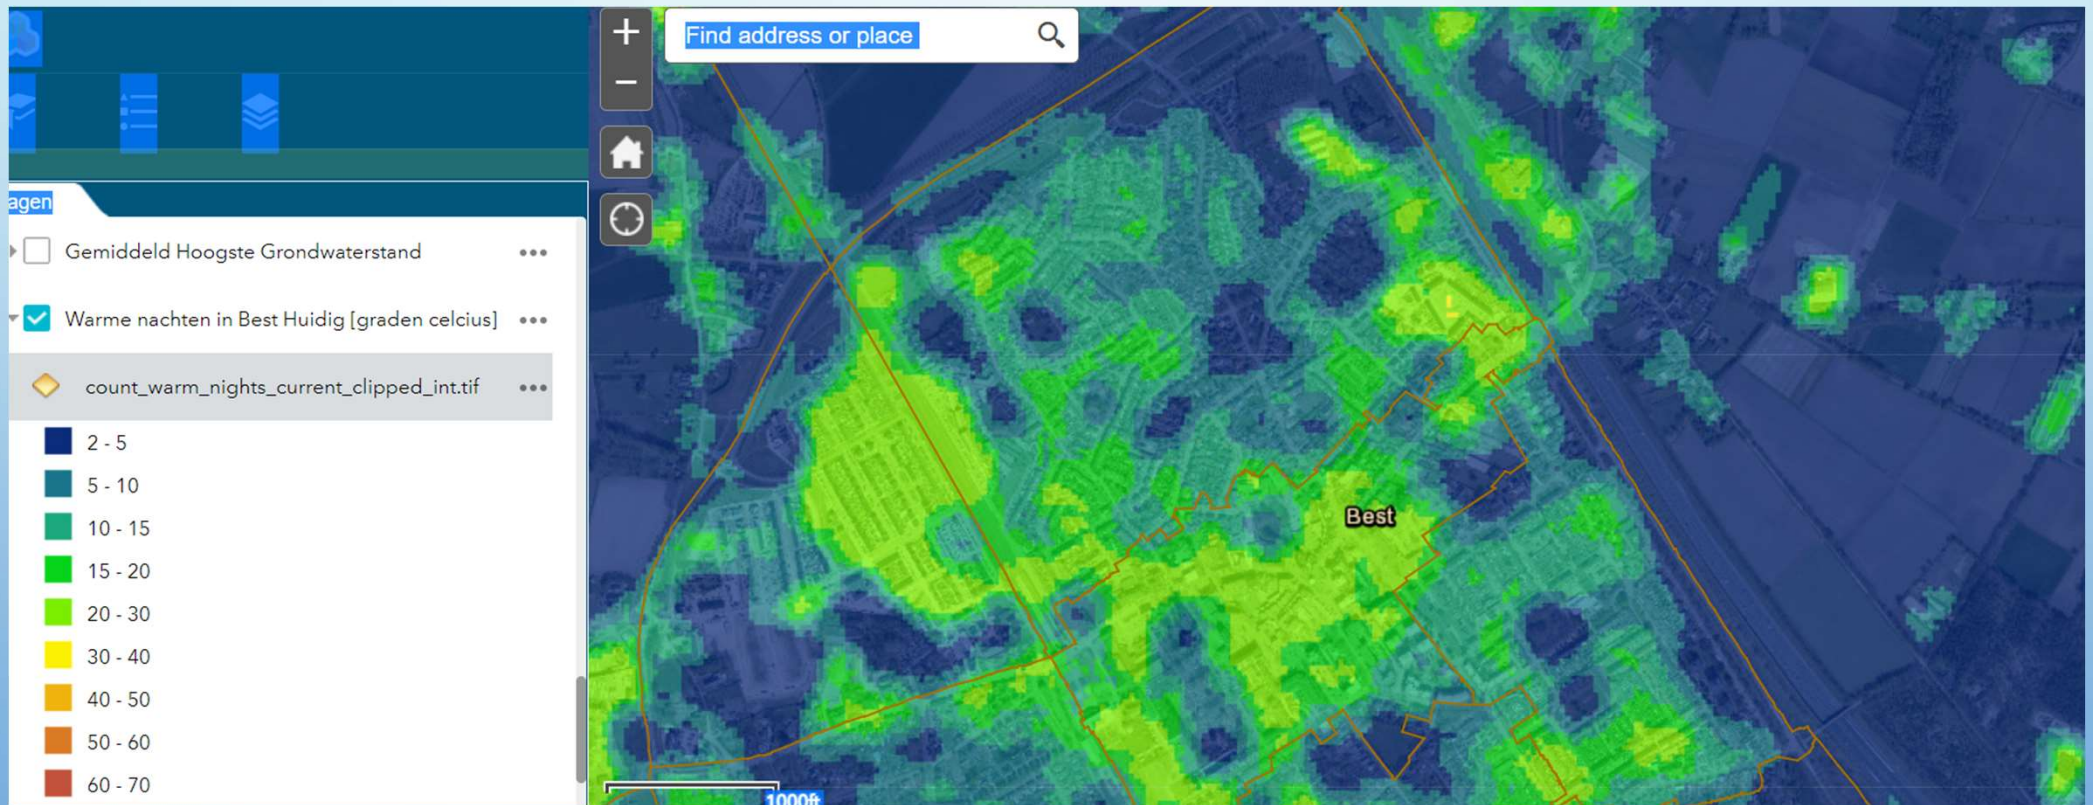 Find address or place
agen
Gemiddeld Hoogste Grondwaterstand
Warme nachten in Best Huidig [graden celcius]
count_warm_nights_current_clipped_int.tif
2 - 5
5 - 10
10 - 15
15 - 20
20 - 30
30 - 40
40 - 50
50 - 60
60 - 70
Best
1000ft